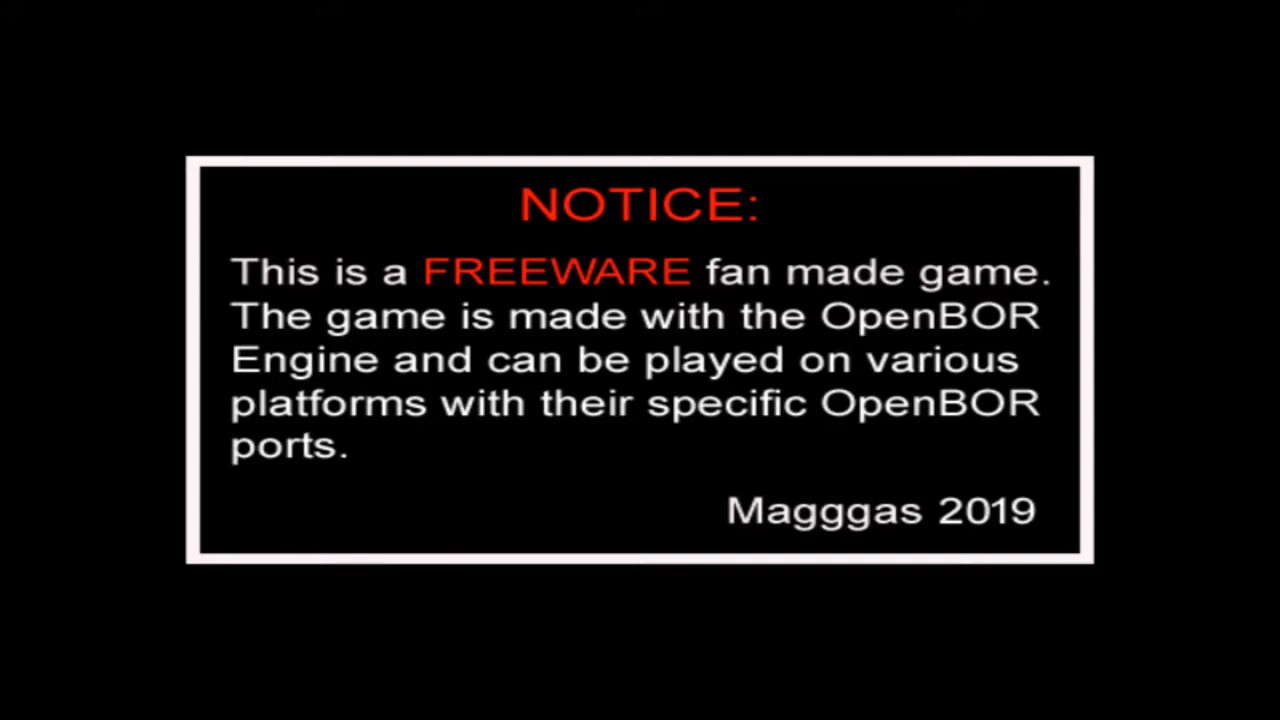 NOTICE:
This is a FREEWARE fan made game.
The game is made with the OpenBOR
Engine and can be played on various
platforms with their specific OpenBOR
ports.
Magggas 2019